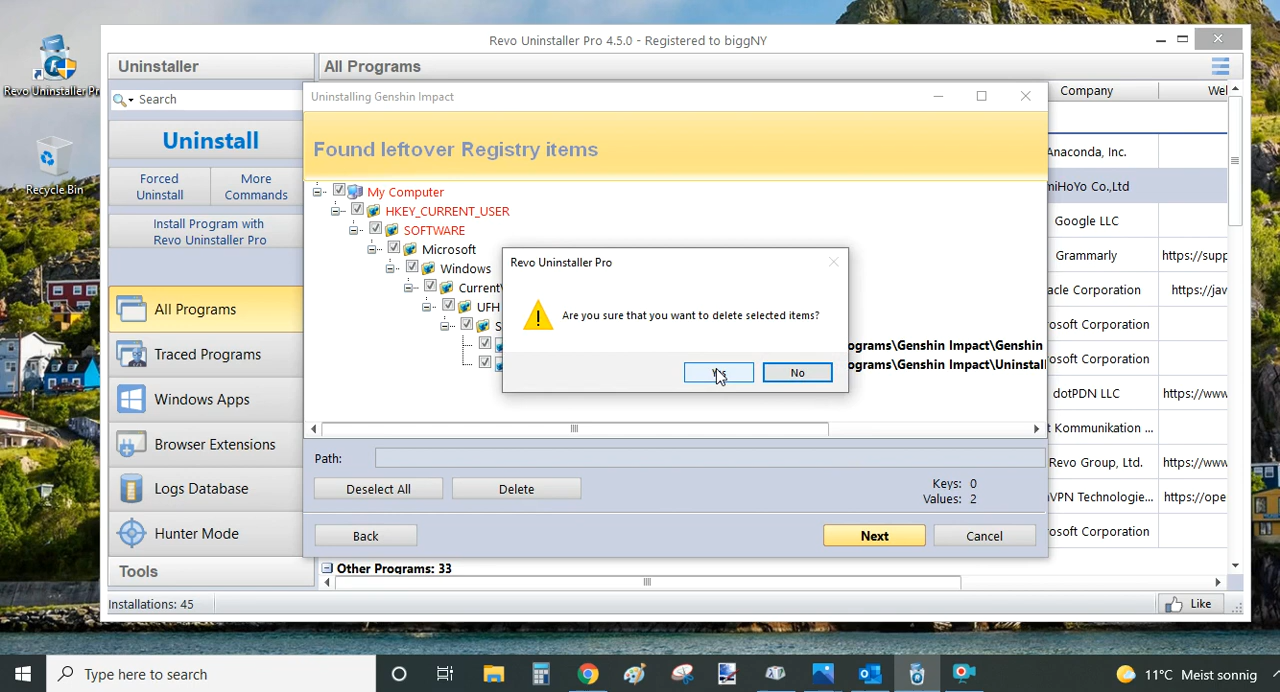 Revo Uninstaller Pro 4.5.0 - Registered to biggNY
Revo Uninstaller Pr
Recycle Bin
Uninstaller
Search
Uninstall
Forced
Uninstall
More
Commands
Install Program with
Revo Uninstaller Pro
All Programs
Traced Programs
Windows Apps
Browser Extensions
Logs Database
Hunter Mode
Tools
Installations: 45
All Programs
Uninstalling Genshin Impact
Found leftover Registry items
My Computer
HKEY_CURRENT_USER
SOFTWARE
Microsoft
Windows
Current
UFH
S
ograms\Genshin Impact\Genshin
ograms\Genshin Impact\Uninstal
Revo Uninstaller Pro
Are you sure that you want to delete selected items?
No
Path:
Deselect All
Delete
Keys: 0
Values: 2
Back
Next
Cancel
Other Programs: 33
Company
Wel
Anaconda, Inc.
miHoYo Co.,Ltd
Google LLC
Grammarly
https://supp
acle Corporation
https://jav
osoft Corporation
osoft Corporation
dotPDN LLC
https://www
t Kommunikation ...
Revo Group, Ltd.
https://www
VPN Technologie...
https://ope
osoft Corporation
Like
Type here to search
11°C Meist sonnig